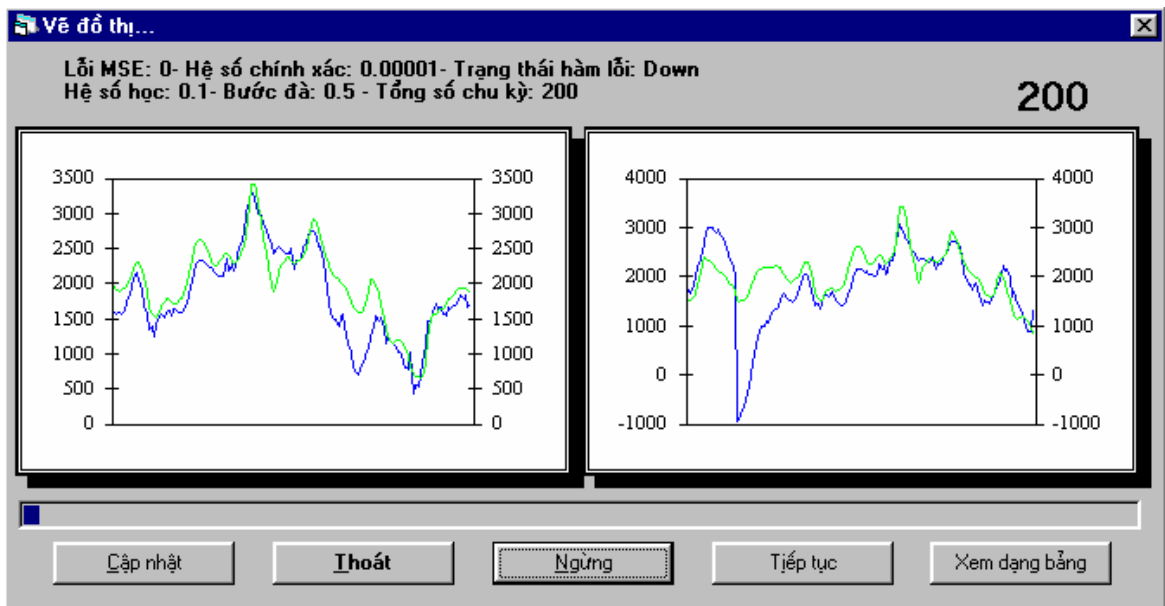 Vẽ đồ thị...
Lỗi MSE: 0- Hệ số chính xác: 0.00001- Trạng thái hàm lỗi: Down
Hệ số học: 0.1- Bước đà: 0.5 - Tổng số chu kỳ: 200
200
3500 3500
3000 3000
2500 2500
2000 2000
1500 1500
1000 1000
500 500
0 0
4000 4000
3000 3000
2000 2000
1000 1000
0 0
-1000 -1000
Cập nhật
Thoát
Ngừng
Tiếp tục
Xem dạng bảng